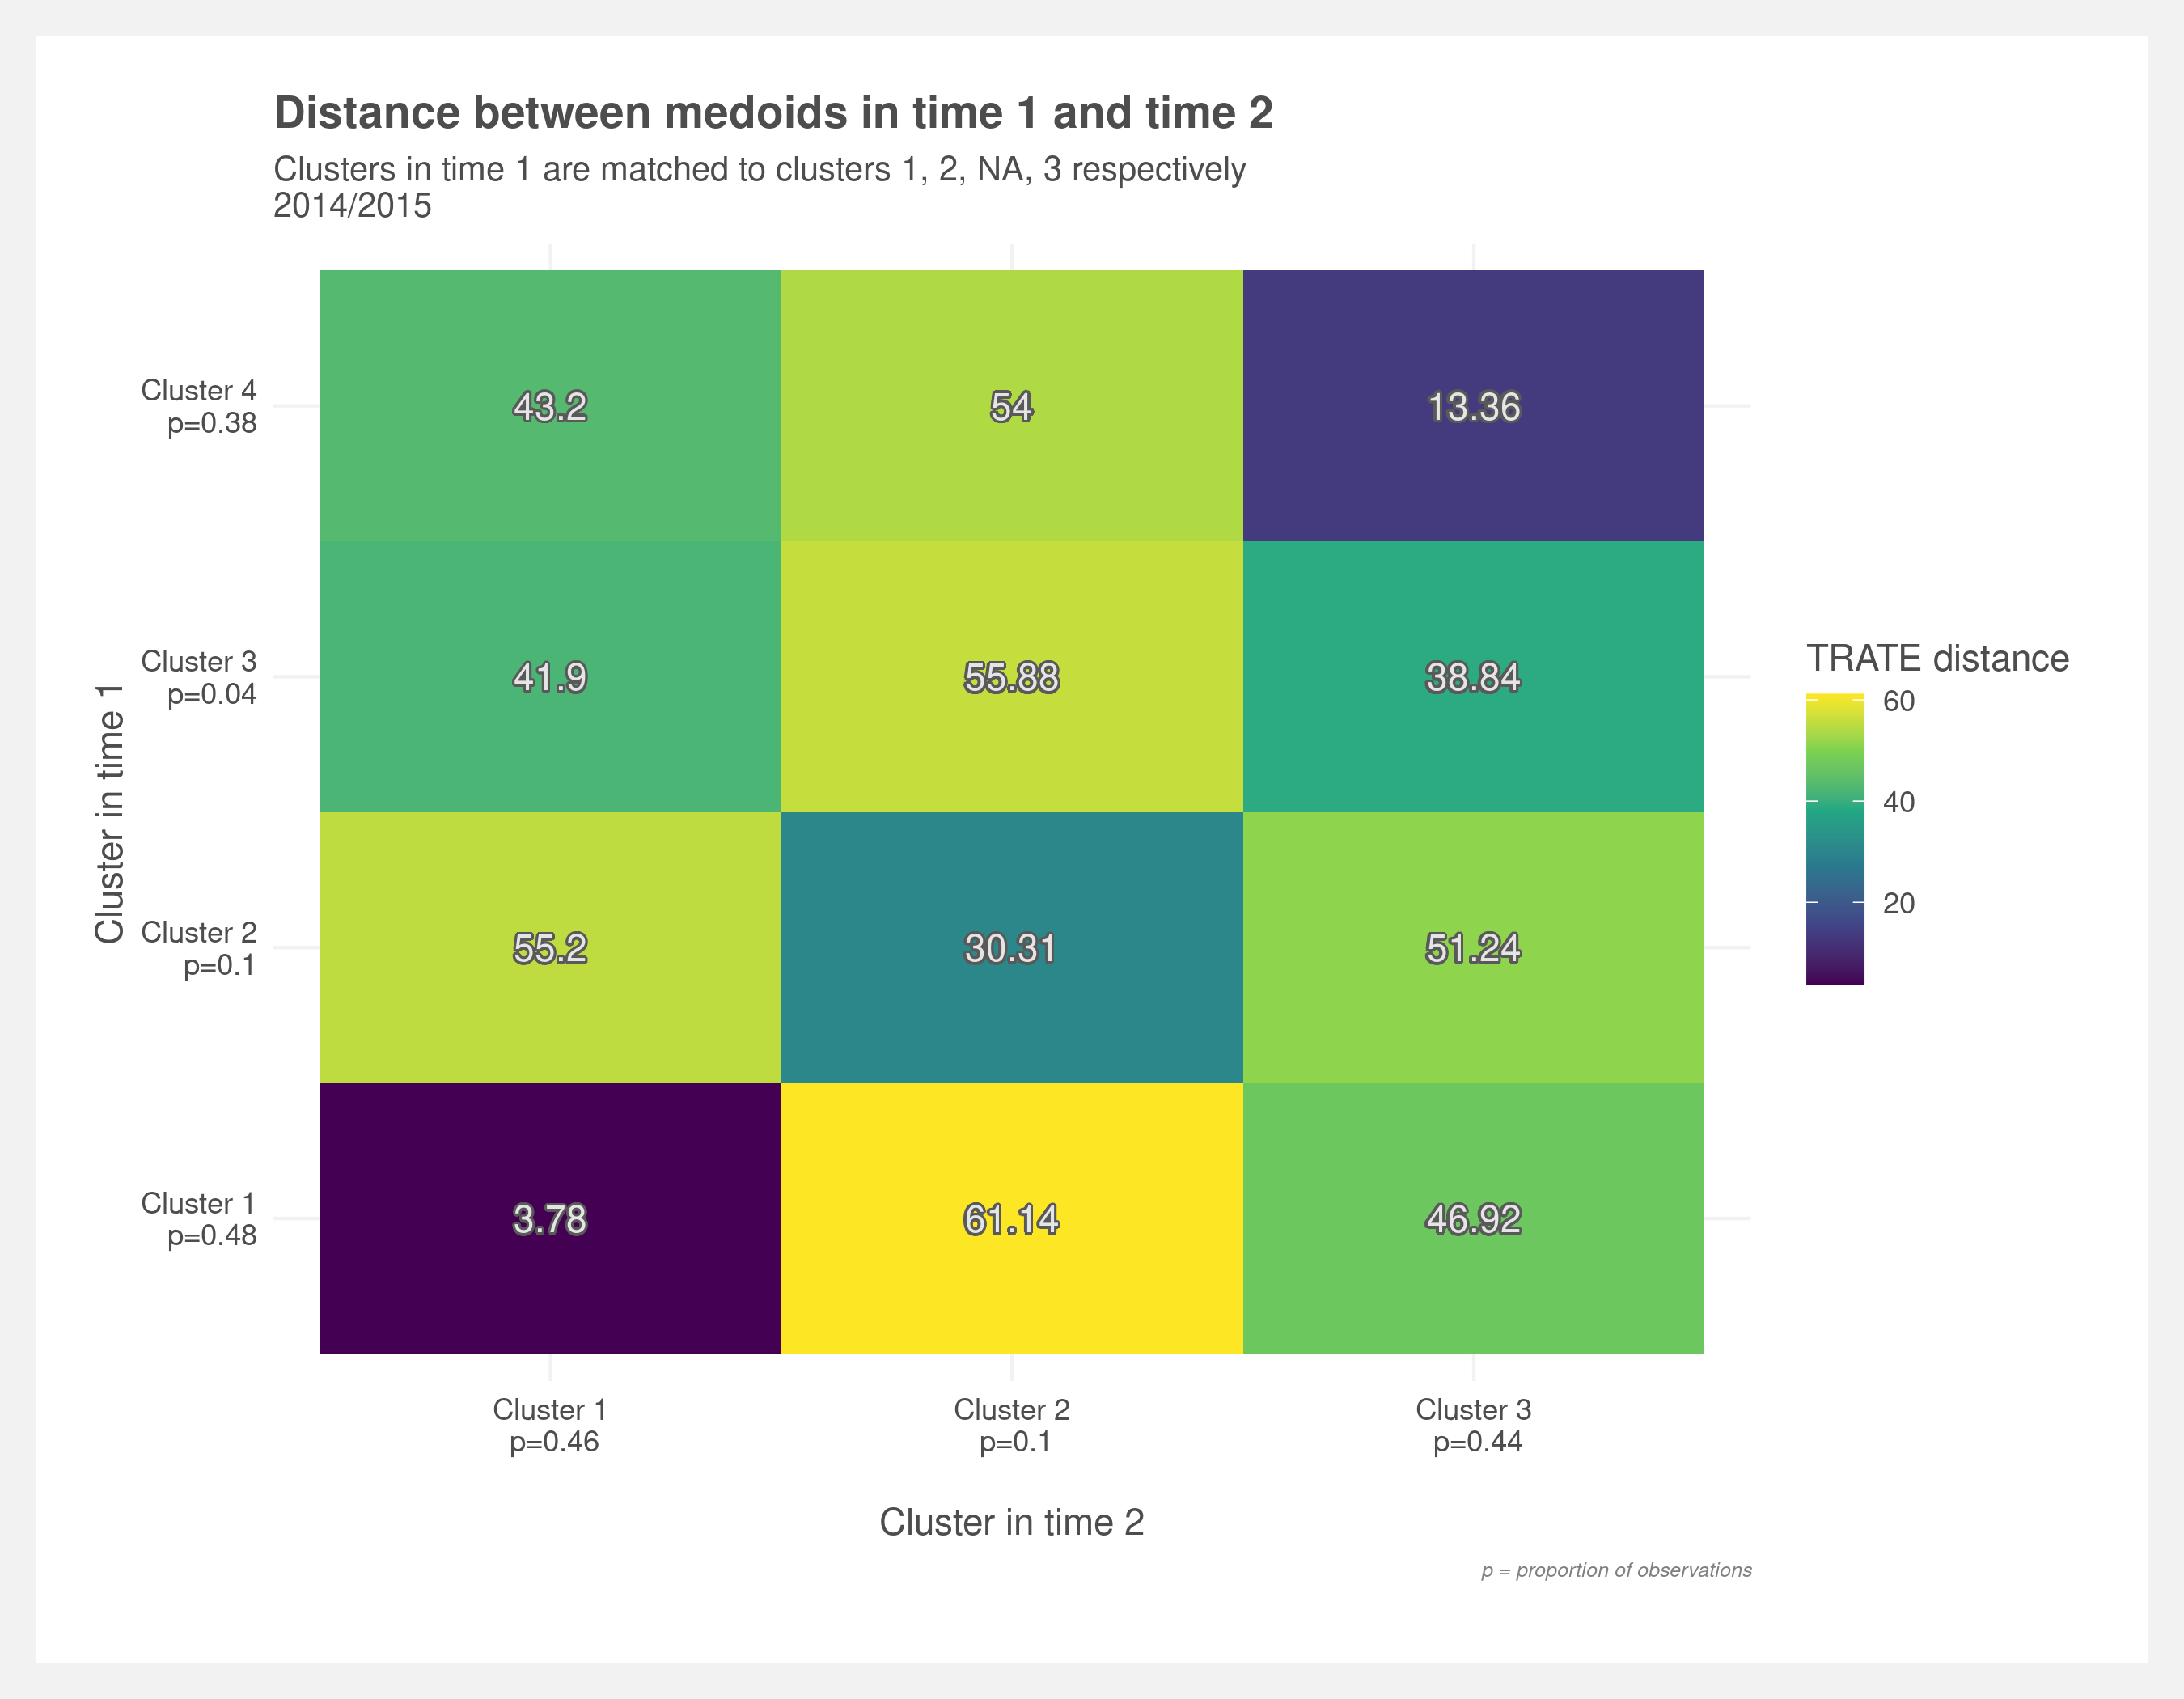 Distance between medoids in time 1 and time 2
Clusters in time 1 are matched to clusters 1, 2, NA, 3 respectively
2014/2015
Cluster in time 1
Cluster 4
p=0.38
43.2
54
13.36
Cluster 3
p=0.04
41.9
55.88
38.84
Cluster 2
p=0.1
55.2
30.31
51.24
Cluster 1
p=0.48
3.78
61.14
46.92
Cluster 1
p=0.46
Cluster 2
p=0.1
Cluster 3
p=0.44
Cluster in time 2
TRATE distance
60
40
20
p = proportion of observations